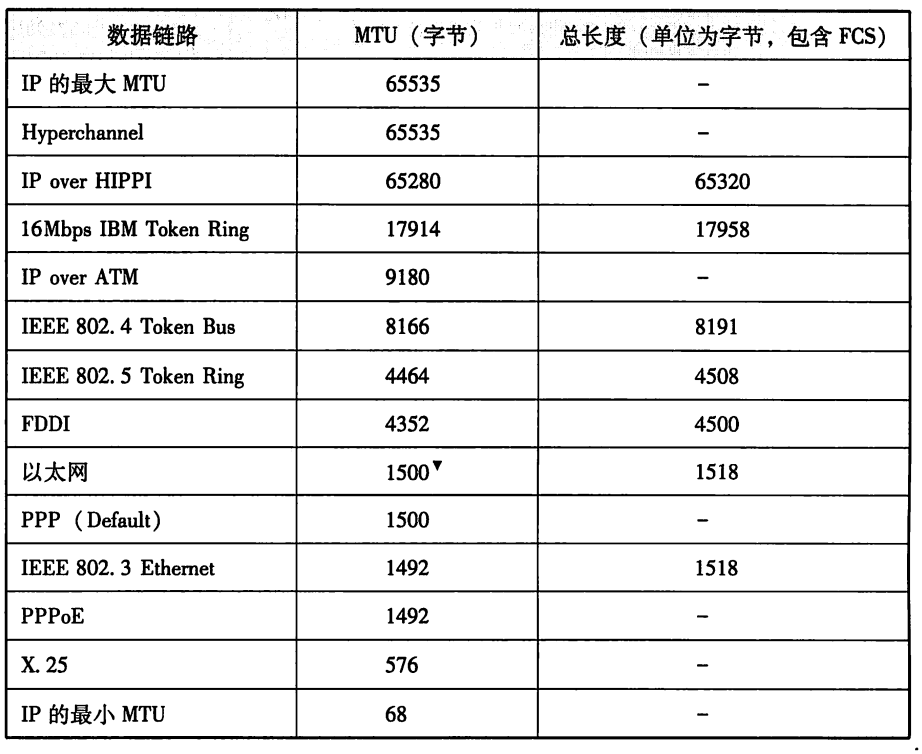 数据链路 MTU（字节） 总长度（单位为字节，包含 FCS）
IP 的最大 MTU 65535 –
Hyperchannel 65535 –
IP over HIPPI 65280 65320
16Mbps IBM Token Ring 17914 17958
IP over ATM 9180 –
IEEE 802. 4 Token Bus 8166 8191
IEEE 802. 5 Token Ring 4464 4508
FDDI 4352 4500
以太网 1500▼ 1518
PPP （Default） 1500 –
IEEE 802. 3 Ethernet 1492 1518
PPPoE 1492 –
X. 25 576 –
IP 的最小 MTU 68 –